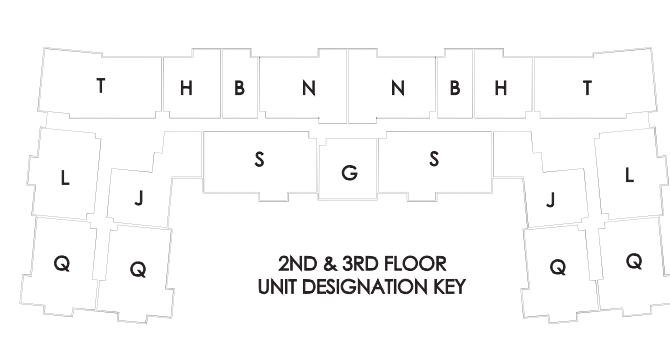 T H B N N B H T
S G S
L J J L
Q Q Q Q
2ND & 3RD FLOOR
UNIT DESIGNATION KEY